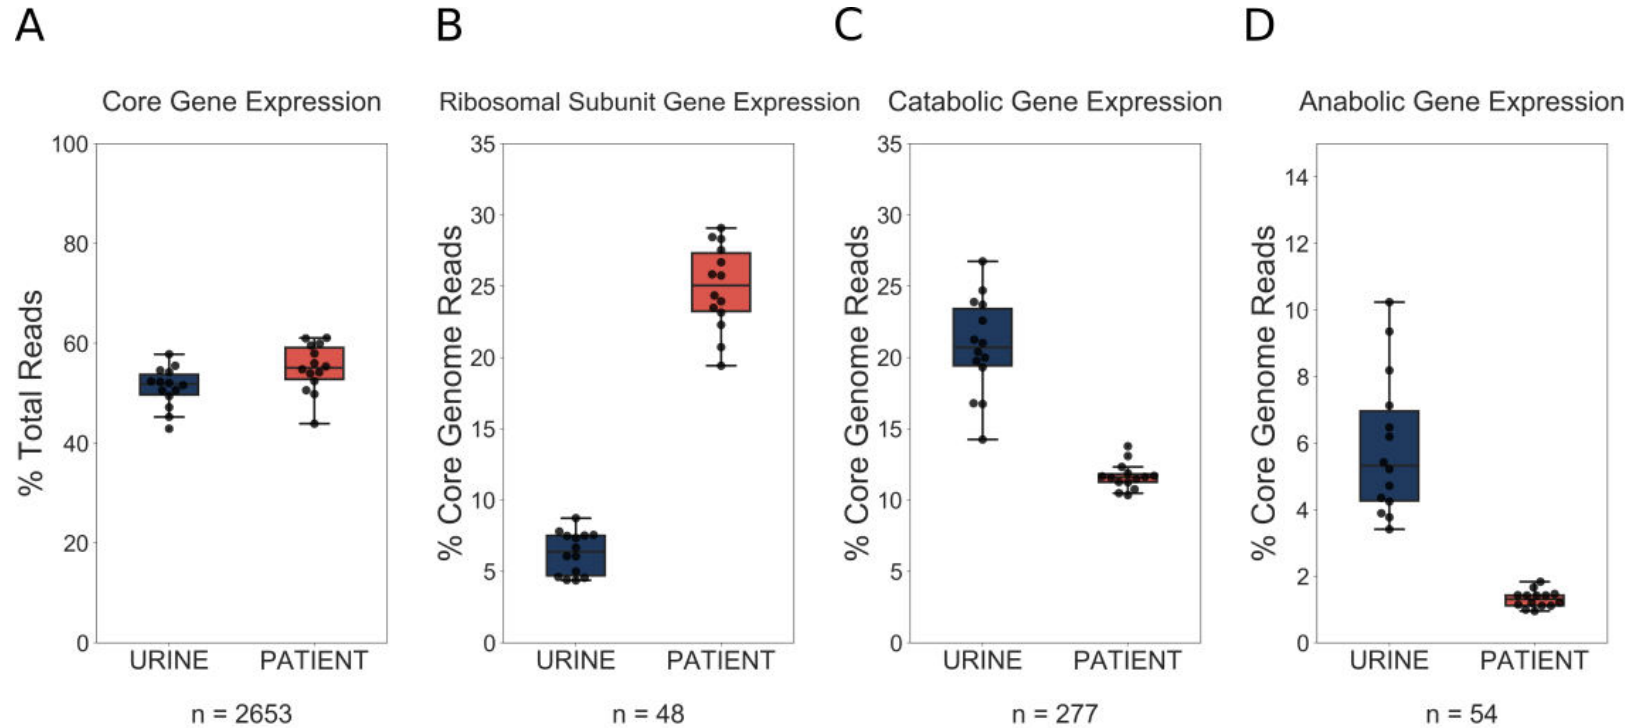 A
B
C
D
Core Gene Expression
Ribosomal Subunit Gene Expression
Catabolic Gene Expression
Anabolic Gene Expression
% Total Reads
100
80
60
40
20
0
URINE
PATIENT
n = 2653
% Core Genome Reads
35
30
25
20
15
10
5
0
URINE
PATIENT
n = 48
% Core Genome Reads
35
30
25
20
15
10
5
0
URINE
PATIENT
n = 277
% Core Genome Reads
14
12
10
8
6
4
2
0
URINE
PATIENT
n = 54